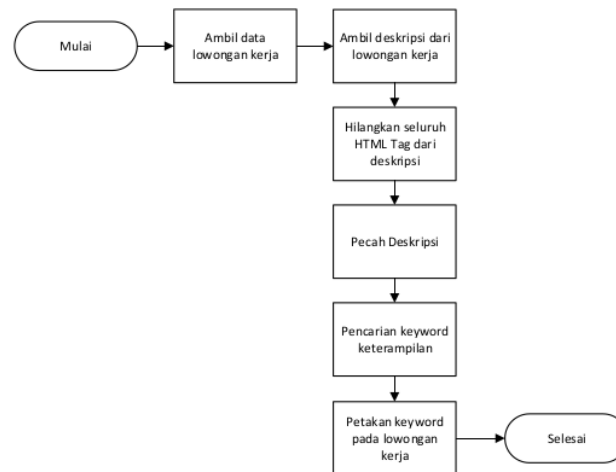 Mulai
Ambil data
lowongan kerja
Ambil deskripsi dari
lowongan kerja
Hilangkan seluruh
HTML Tag dari
deskripsi
Pecah Deskripsi
Pencarian keyword
keterampilan
Petakan keyword
pada lowongan
kerja
Selesai